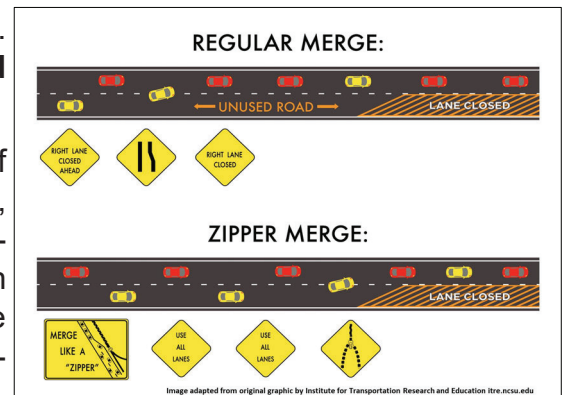 REGULAR MERGE:
UNUSED ROAD
LANE CLOSED
RIGHT LANE
CLOSED
AHEAD
RIGHT LANE
CLOSED
ZIPPER MERGE:
LANE CLOSED
MERGE
LIKE A
"ZIPPER"
USE
ALL
LANES
USE
ALL
LANES
Image adapted from original graphic by Institute for Transportation Research and Education itre.ncsu.edu